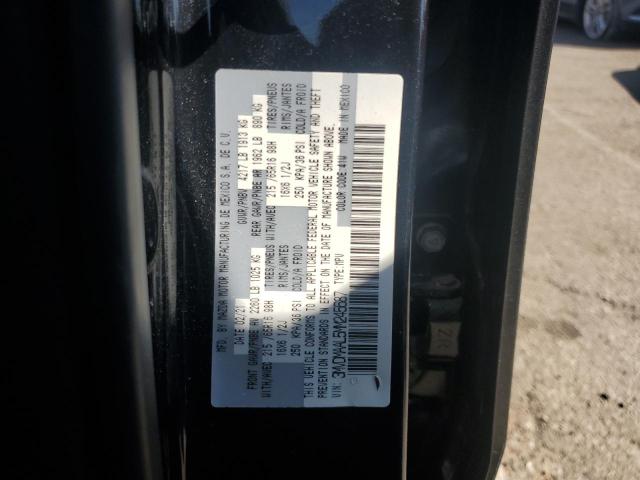 MFD. BY MAZDA MOTOR MANUFACTURING DE MEXICO S.A. DE C.V.
DATE 02/21 GVWR/PNBV 4217 LB 1913 KG
FRONT GAWR/PNBE AV 2260 LB 1025 KG REAR GAWR/PNBE AR 1962 LB 890 KG
WITH/AVEC 215/65R16 98H TIRES/PNEUS WITH/AVEC 215/65R16 98H TIRES/PNEUS
16X6 1/2J RIMS/JANTES 16X6 1/2J RIMS/JANTES
250 KPA/36 PSI COLD/A FROID 250 KPA/36 PSI COLD/A FROID
THIS VEHICLE CONFORMS TO ALL APPLICABLE FEDERAL MOTOR VEHICLE SAFETY AND THEFT
PREVENTION STANDARDS IN EFFECT ON THE DATE OF MANUFACTURE SHOWN ABOVE.
COLOR CODE 41W MADE IN MEXICO
VIN: TYPE:MPV